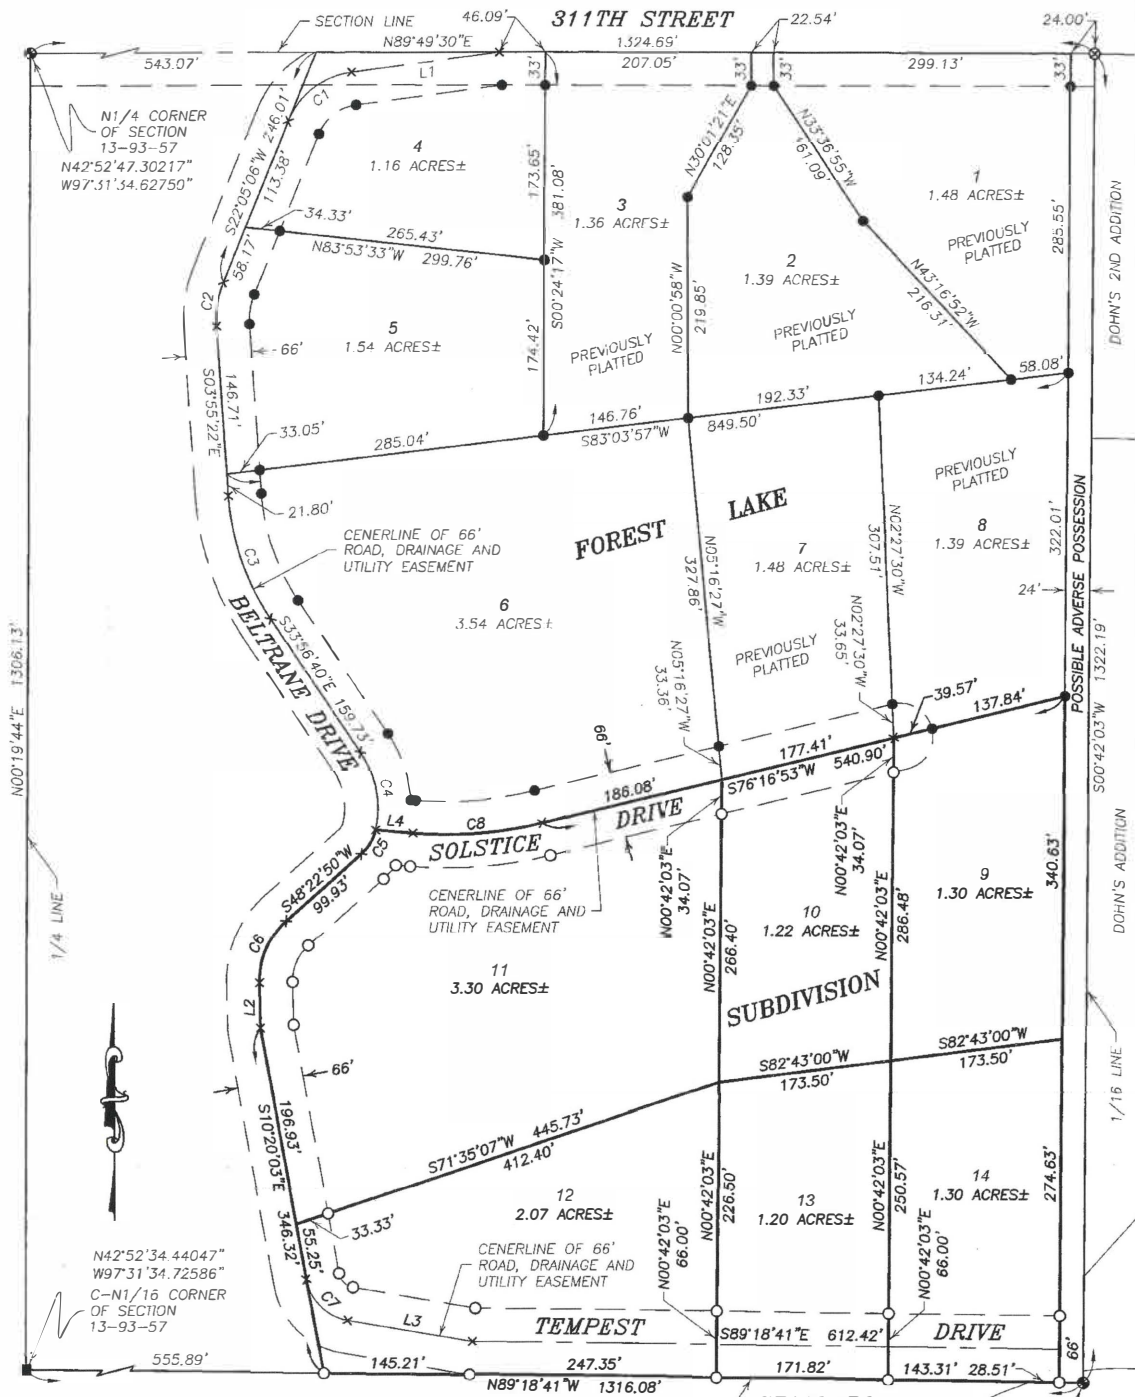 SECTION LINE
46.09'
311TH STREET
22.54'
24.00'
N89°49'30"E
1324.69'
543.07'
L1
33'
207.05'
33'
33'
299.13'
33'
N1/4 CORNER
OF SECTION
13-93-57
N42°52'47.30217"
W97°31'34.62750"
C1
246.01'
S22°05'06"W
113.38'
4
1.16 ACRES±
173.65'
381.08'
S00°24'17"W
N30°01'21"E
128.35'
N33°36'55"W
161.09'
1
1.48 ACRES±
PREVIOUSLY
PLATTED
285.55'
DOHN'S 2ND ADDITION
3
1.36 ACRES±
34.33'
265.43'
N83°53'33"W
299.76'
58.17'
C2
2
1.39 ACRES±
N43°16'52"W
216.31'
N00°00'58"W
219.85'
5
1.54 ACRES±
66'
174.42'
PREVIOUSLY
PLATTED
PREVIOUSLY
PLATTED
S03°55'22"E
146.71'
134.24'
58.08'
192.33'
146.76'
S83°03'57"W
849.50'
33.05'
285.04'
21.80'
PREVIOUSLY
PLATTED
FOREST
LAKE
CENERLINE OF 66'
ROAD, DRAINAGE AND
UTILITY EASEMENT
C3
N05°16'27"W
327.86'
7
1.48 ACRES±
N02°27'30"W
307.51'
8
1.39 ACRES±
322.01'
24'
POSSIBLE ADVERSE POSSESSION
6
3.54 ACRES±
BELTRANE DRIVE
S33°56'40"E
159.73'
N00°19'44"E 1306.13'
N05°16'27"W
33.36'
PREVIOUSLY
PLATTED
N02°27'30"W
33.65'
39.57'
137.84'
S00°42'03"W 1322.19'
66'
177.41'
S76°16'53"W
540.90'
C4
186.08'
L4
C8
C5
SOLSTICE
DRIVE
S48°22'50"W
99.93'
N00°42'03"E
34.07'
N00°42'03"E
34.07'
CENERLINE OF 66'
ROAD, DRAINAGE AND
UTILITY EASEMENT
340.63'
9
1.30 ACRES±
DOHN'S ADDITION
1/4 LINE
C6
10
1.22 ACRES±
N00°42'03"E
266.40'
N00°42'03"E
286.48'
11
3.30 ACRES±
L2
SUBDIVISION
S82°43'00"W
173.50'
S82°43'00"W
173.50'
66'
1/16 LINE
S10°20'03"E
196.93'
346.32'
S71°35'07"W
445.73'
412.40'
N00°42'03"E
226.50'
N00°42'03"E
250.57'
14
1.30 ACRES±
274.63'
12
2.07 ACRES±
13
1.20 ACRES±
33.33'
55.25'
N42°52'34.44047"
W97°31'34.72586"
C-N1/16 CORNER
OF SECTION
13-93-57
CENERLINE OF 66'
ROAD, DRAINAGE AND
UTILITY EASEMENT
N00°42'03"E
66.00'
N00°42'03"E
66.00'
C7
L3
TEMPEST
S89°18'41"E
612.42'
DRIVE
66'
555.89'
145.21'
247.35'
171.82'
143.31'
28.51'
N89°18'41"W
1316.08'